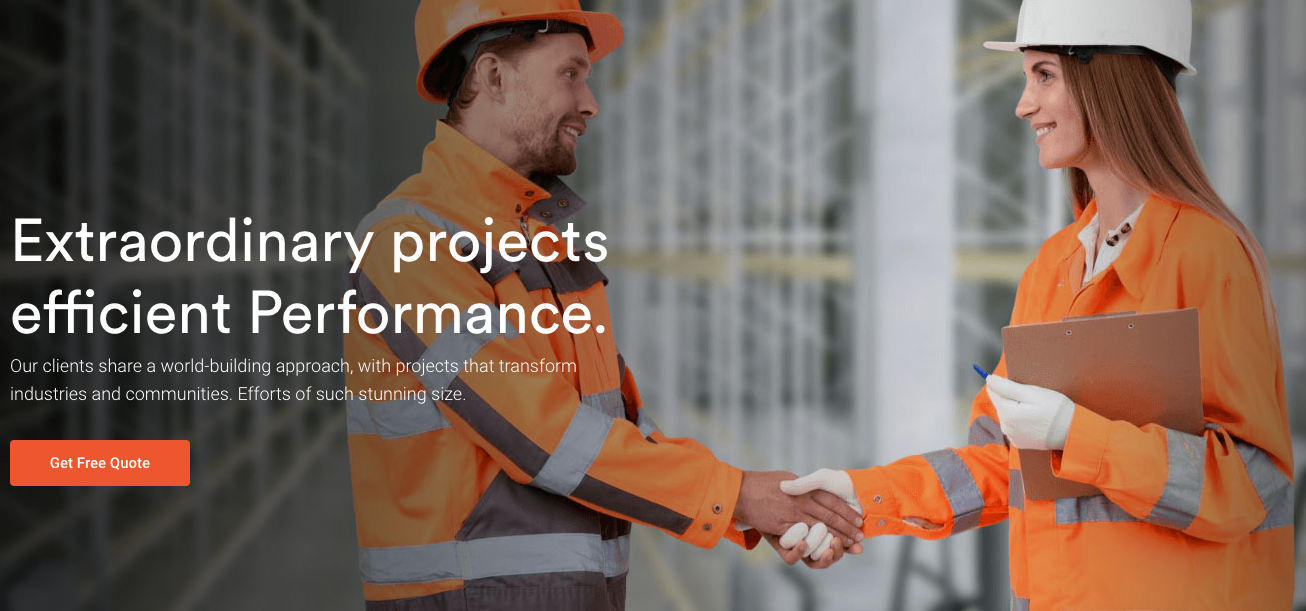 Extraordinary projects
efficient Performance.
Our clients share a world-building approach, with projects that transform
industries and communities. Efforts of such stunning size.
Get Free Quote